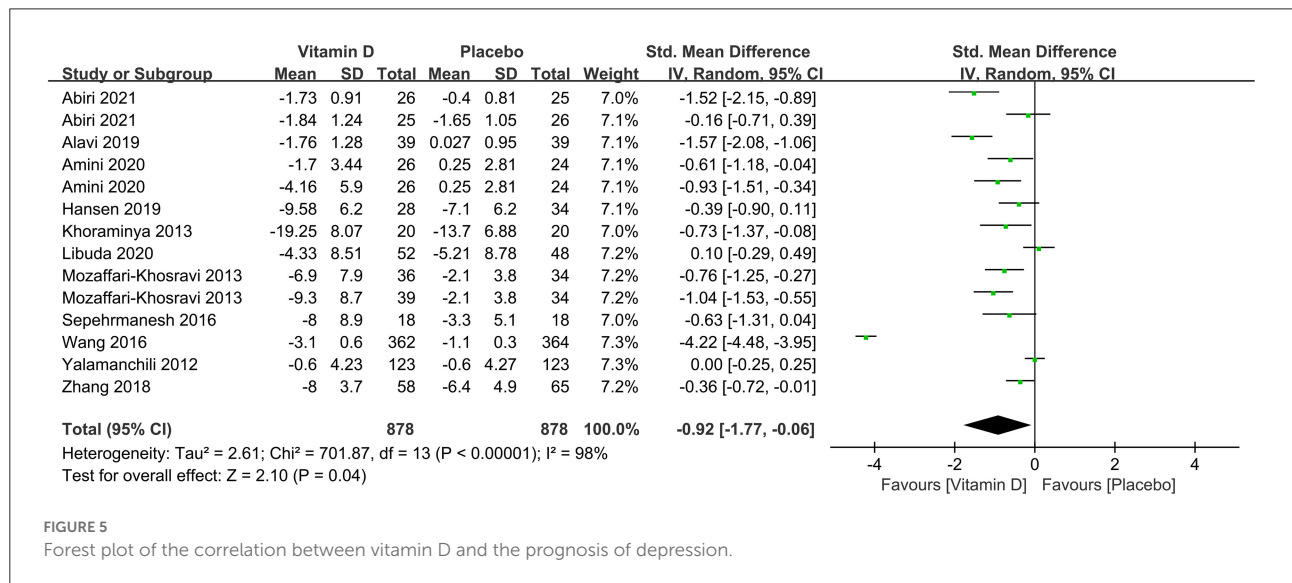 Vitamin D Placebo Std. Mean Difference Std. Mean Difference
Study or Subgroup Mean SD Total Mean SD Total Weight IV, Random, 95% CI IV, Random, 95% CI
Abiri 2021 -1.73 0.91 26 -0.4 0.81 25 7.0% -1.52 [-2.15, -0.89]
Abiri 2021 -1.84 1.24 25 -1.65 1.05 26 7.1% -0.16 [-0.71, 0.39]
Alavi 2019 -1.76 1.28 39 0.027 0.95 39 7.1% -1.57 [-2.08, -1.06]
Amini 2020 -1.7 3.44 26 0.25 2.81 24 7.1% -0.61 [-1.18, -0.04]
Amini 2020 -4.16 5.9 26 0.25 2.81 24 7.1% -0.93 [-1.51, -0.34]
Hansen 2019 -9.58 6.2 28 -7.1 6.2 34 7.1% -0.39 [-0.90, 0.11]
Khoraminya 2013 -19.25 8.07 20 -13.7 6.88 20 7.0% -0.73 [-1.37, -0.08]
Libuda 2020 -4.33 8.51 52 -5.21 8.78 48 7.2% 0.10 [-0.29, 0.49]
Mozaffari-Khosravi 2013 -6.9 7.9 36 -2.1 3.8 34 7.2% -0.76 [-1.25, -0.27]
Mozaffari-Khosravi 2013 -9.3 8.7 39 -2.1 3.8 34 7.2% -1.04 [-1.53, -0.55]
Sepehrmanesh 2016 -8 8.9 18 -3.3 5.1 18 7.0% -0.63 [-1.31, 0.04]
Wang 2016 -3.1 0.6 362 -1.1 0.3 364 7.3% -4.22 [-4.48, -3.95]
Yalamanchili 2012 -0.6 4.23 123 -0.6 4.27 123 7.3% 0.00 [-0.25, 0.25]
Zhang 2018 -8 3.7 58 -6.4 4.9 65 7.2% -0.36 [-0.72, -0.01]
Total (95% CI) 878 878 100.0% -0.92 [-1.77, -0.06]
Heterogeneity: Tau² = 2.61; Chi² = 701.87, df = 13 (P < 0.00001); I² = 98%
Test for overall effect: Z = 2.10 (P = 0.04)
-4 -2 0 2 4
Favours [Vitamin D] Favours [Placebo]
FIGURE 5
Forest plot of the correlation between vitamin D and the prognosis of depression.